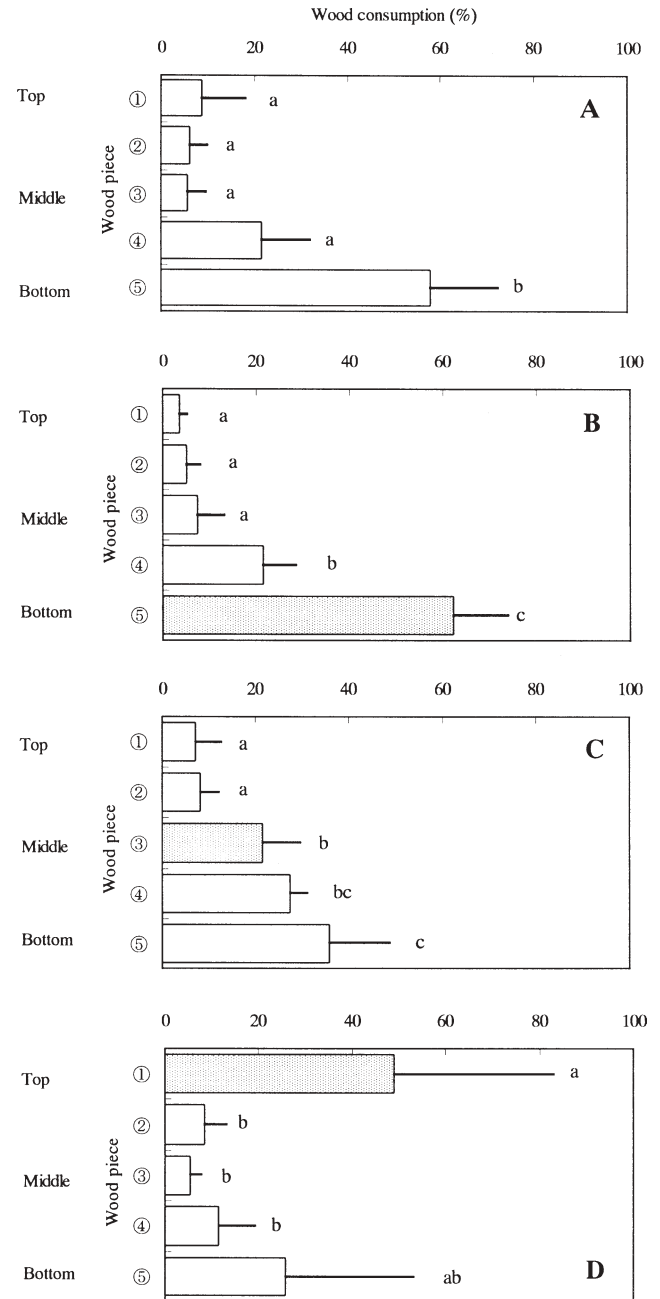 Wood consumption (%)
0 20 40 60 80 100
Top ① a A
② a
Wood piece
Middle ③ a
④ a
Bottom ⑤ b
0 20 40 60 80 100
Top ① a B
② a
Wood piece
Middle ③ a
④ b
Bottom ⑤ c
0 20 40 60 80 100
Top ① a C
② a
Wood piece
Middle ③ b
④ bc
Bottom ⑤ c
0 20 40 60 80 100
Top ① a
② b
Wood piece
Middle ③ b
④ b
Bottom ⑤ ab D